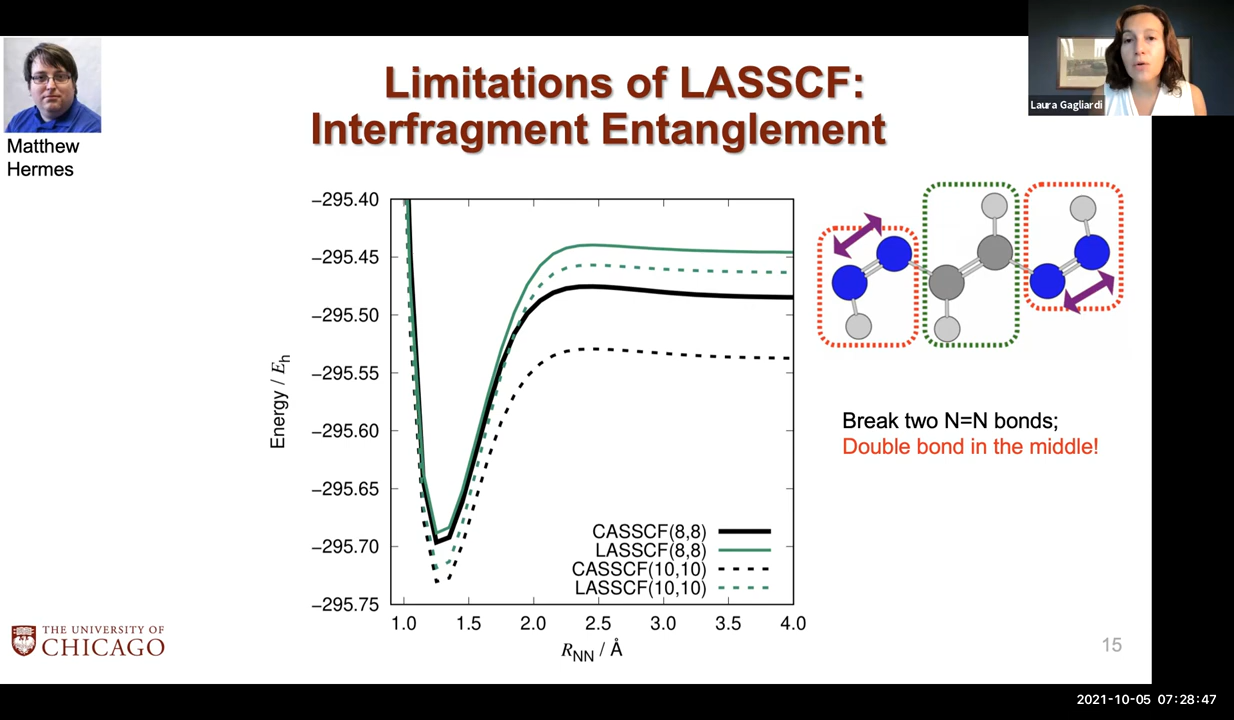 Laura Gagliardi
Matthew
Hermes
Limitations of LASSCF:
Interfragment Entanglement
−295.40
−295.45
−295.50
−295.55
−295.60
−295.65
−295.70
−295.75
Energy / Eh
CASSCF(8,8)
LASSCF(8,8)
CASSCF(10,10)
LASSCF(10,10)
1.0 1.5 2.0 2.5 3.0 3.5 4.0
RNN / Å
Break two N=N bonds;
Double bond in the middle!
THE UNIVERSITY OF
CHICAGO
15
2021-10-05 07:28:47